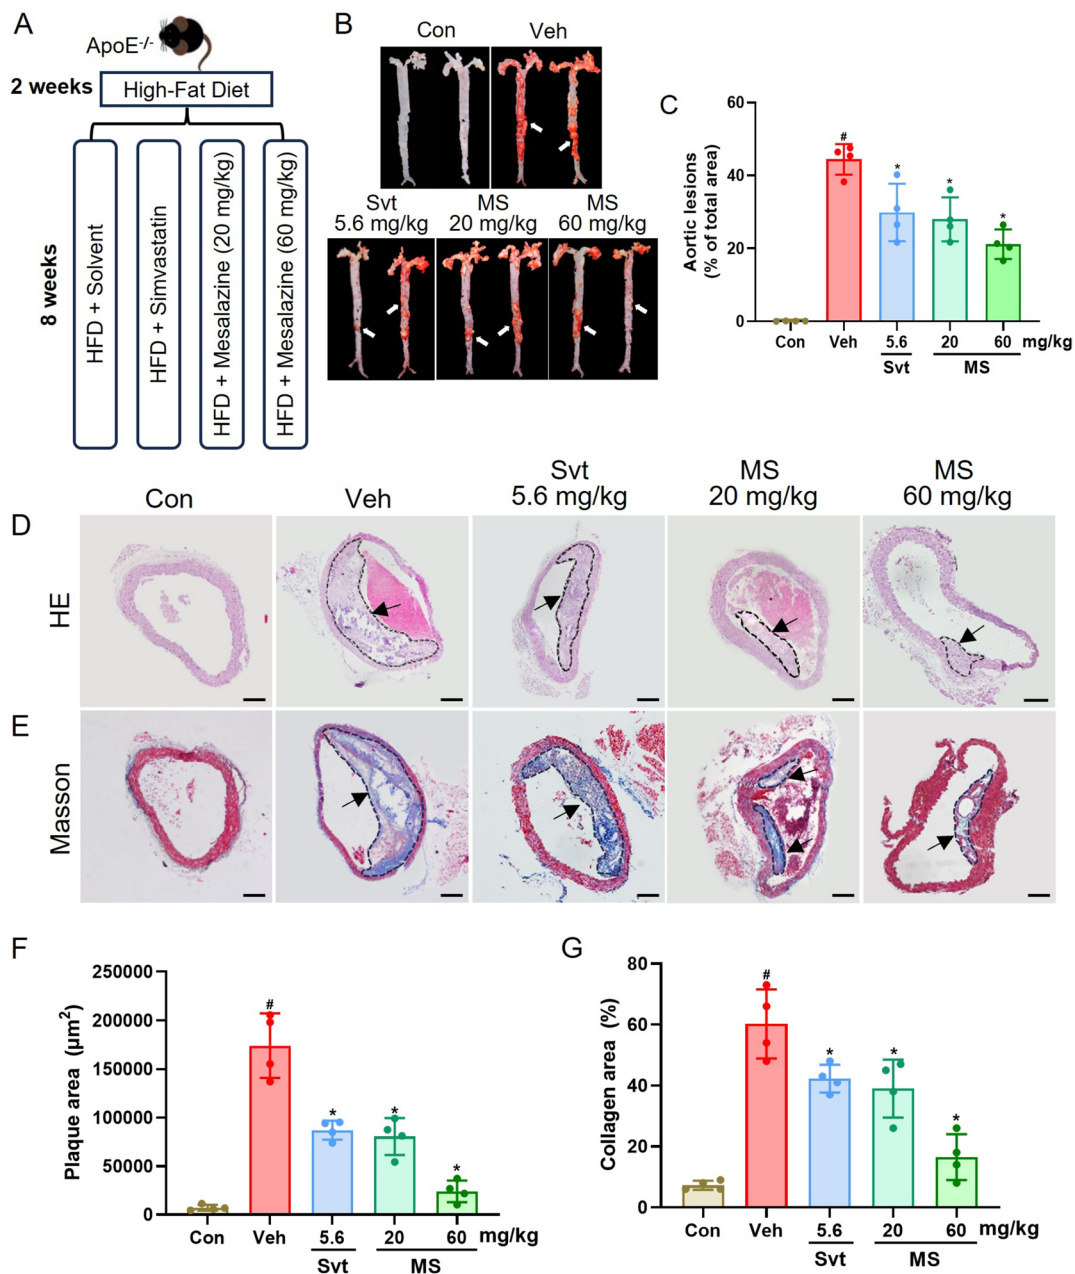 A
ApoE-/-
2 weeks
High-Fat Diet
8 weeks
HFD + Solvent
HFD + Simvastatin
HFD + Mesalazine (20 mg/kg)
HFD + Mesalazine (60 mg/kg)
B
Con Veh
Svt MS MS
5.6 mg/kg 20 mg/kg 60 mg/kg
C
Aortic lesions
(% of total area)
60
40
20
0
#
*
*
*
Con Veh 5.6 20 60 mg/kg
Svt MS
Svt MS MS
Con Veh 5.6 mg/kg 20 mg/kg 60 mg/kg
D
HE
E
Masson
F
Plaque area (µm²)
250000
200000
150000
100000
50000
0
#
*
*
*
Con Veh 5.6 20 60 mg/kg
Svt MS
G
Collagen area (%)
80
60
40
20
0
#
*
*
*
Con Veh 5.6 20 60 mg/kg
Svt MS